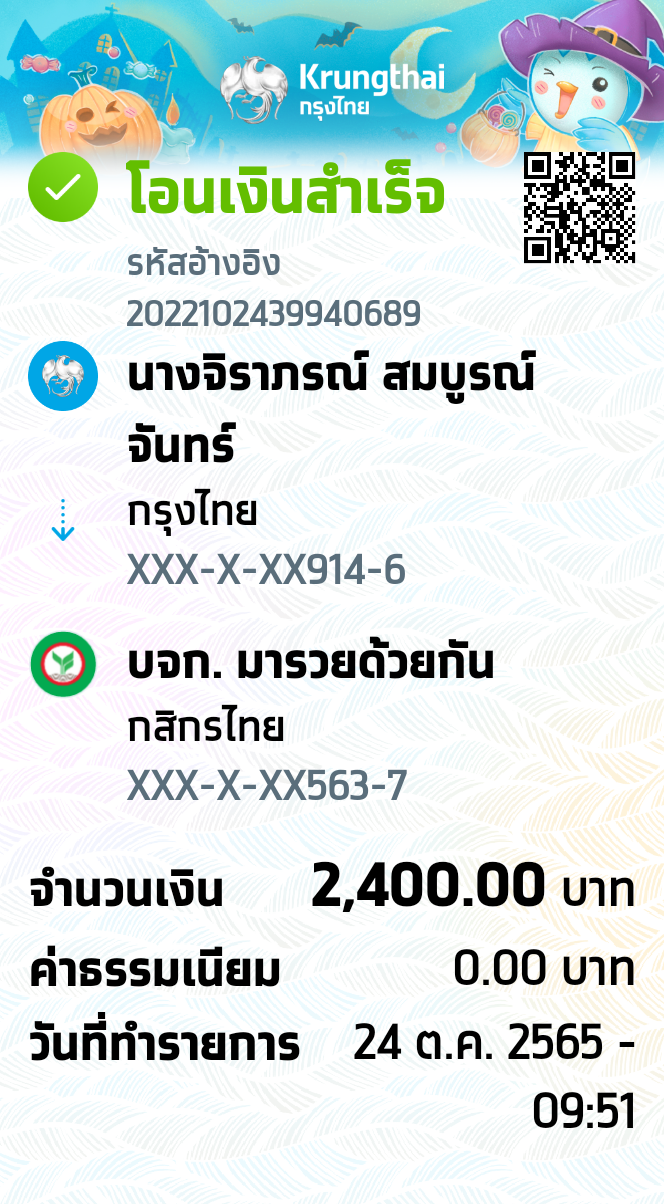 Krungthai
กรุงไทย
โอนเงินสำเร็จ
รหัสอ้างอิง
2022102439940689
นางจิราภรณ์ สมบูรณ์
จันทร์
กรุงไทย
XXX-X-XX914-6
บจก. มารวยด้วยกัน
กสิกรไทย
XXX-X-XX563-7
จำนวนเงิน 2,400.00 บาท
ค่าธรรมเนียม 0.00 บาท
วันที่ทำรายการ 24 ต.ค. 2565 -
09:51